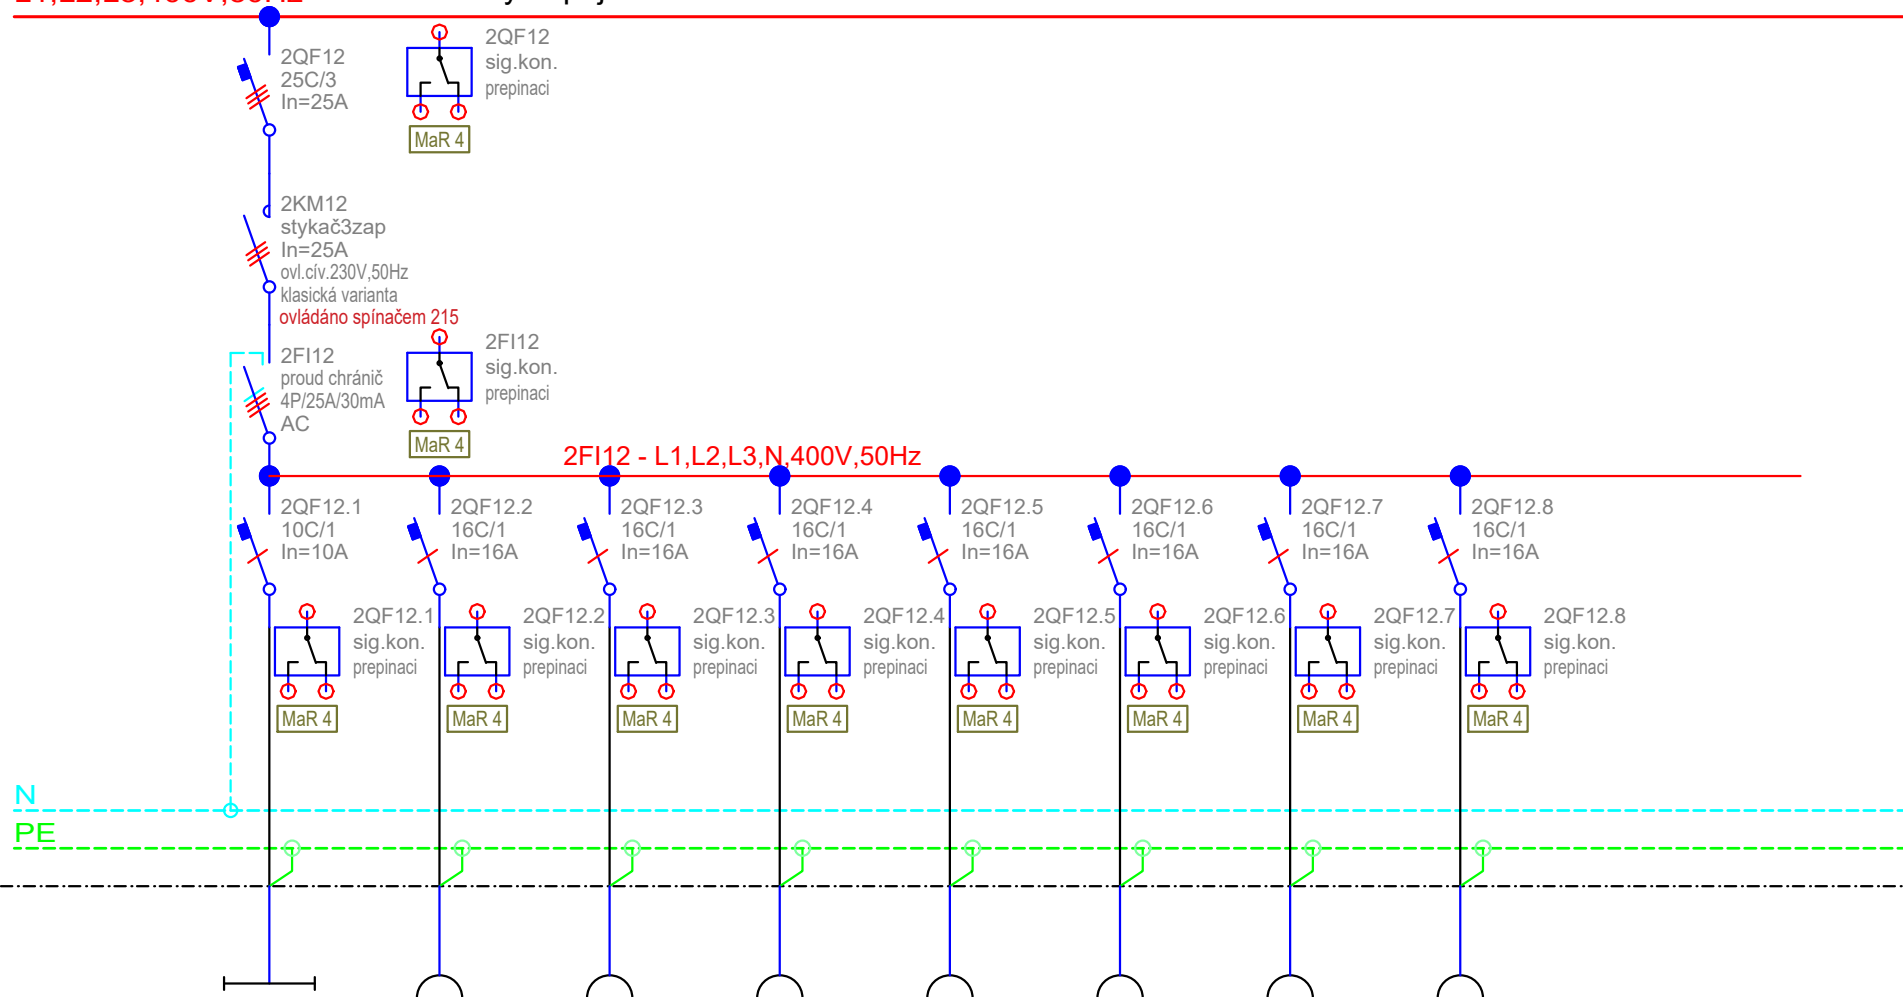 2QF12
25C/3
In=25A
2QF12
sig.kon.
prepinaci
MaR 4
2KM12
stykač3zap
In=25A
ovl.cív.230V,50Hz
klasická varianta
ovládáno spínačem 215
2FI12
proud chránič
4P/25A/30mA
AC
2FI12
sig.kon.
prepinaci
MaR 4
2FI12 - L1,L2,L3,N,400V,50Hz
2QF12.1
10C/1
In=10A
2QF12.2
16C/1
In=16A
2QF12.3
16C/1
In=16A
2QF12.4
16C/1
In=16A
2QF12.5
16C/1
In=16A
2QF12.6
16C/1
In=16A
2QF12.7
16C/1
In=16A
2QF12.8
16C/1
In=16A
2QF12.1
sig.kon.
prepinaci
MaR 4
2QF12.2
sig.kon.
prepinaci
MaR 4
2QF12.3
sig.kon.
prepinaci
MaR 4
2QF12.4
sig.kon.
prepinaci
MaR 4
2QF12.5
sig.kon.
prepinaci
MaR 4
2QF12.6
sig.kon.
prepinaci
MaR 4
2QF12.7
sig.kon.
prepinaci
MaR 4
2QF12.8
sig.kon.
prepinaci
MaR 4
N
PE